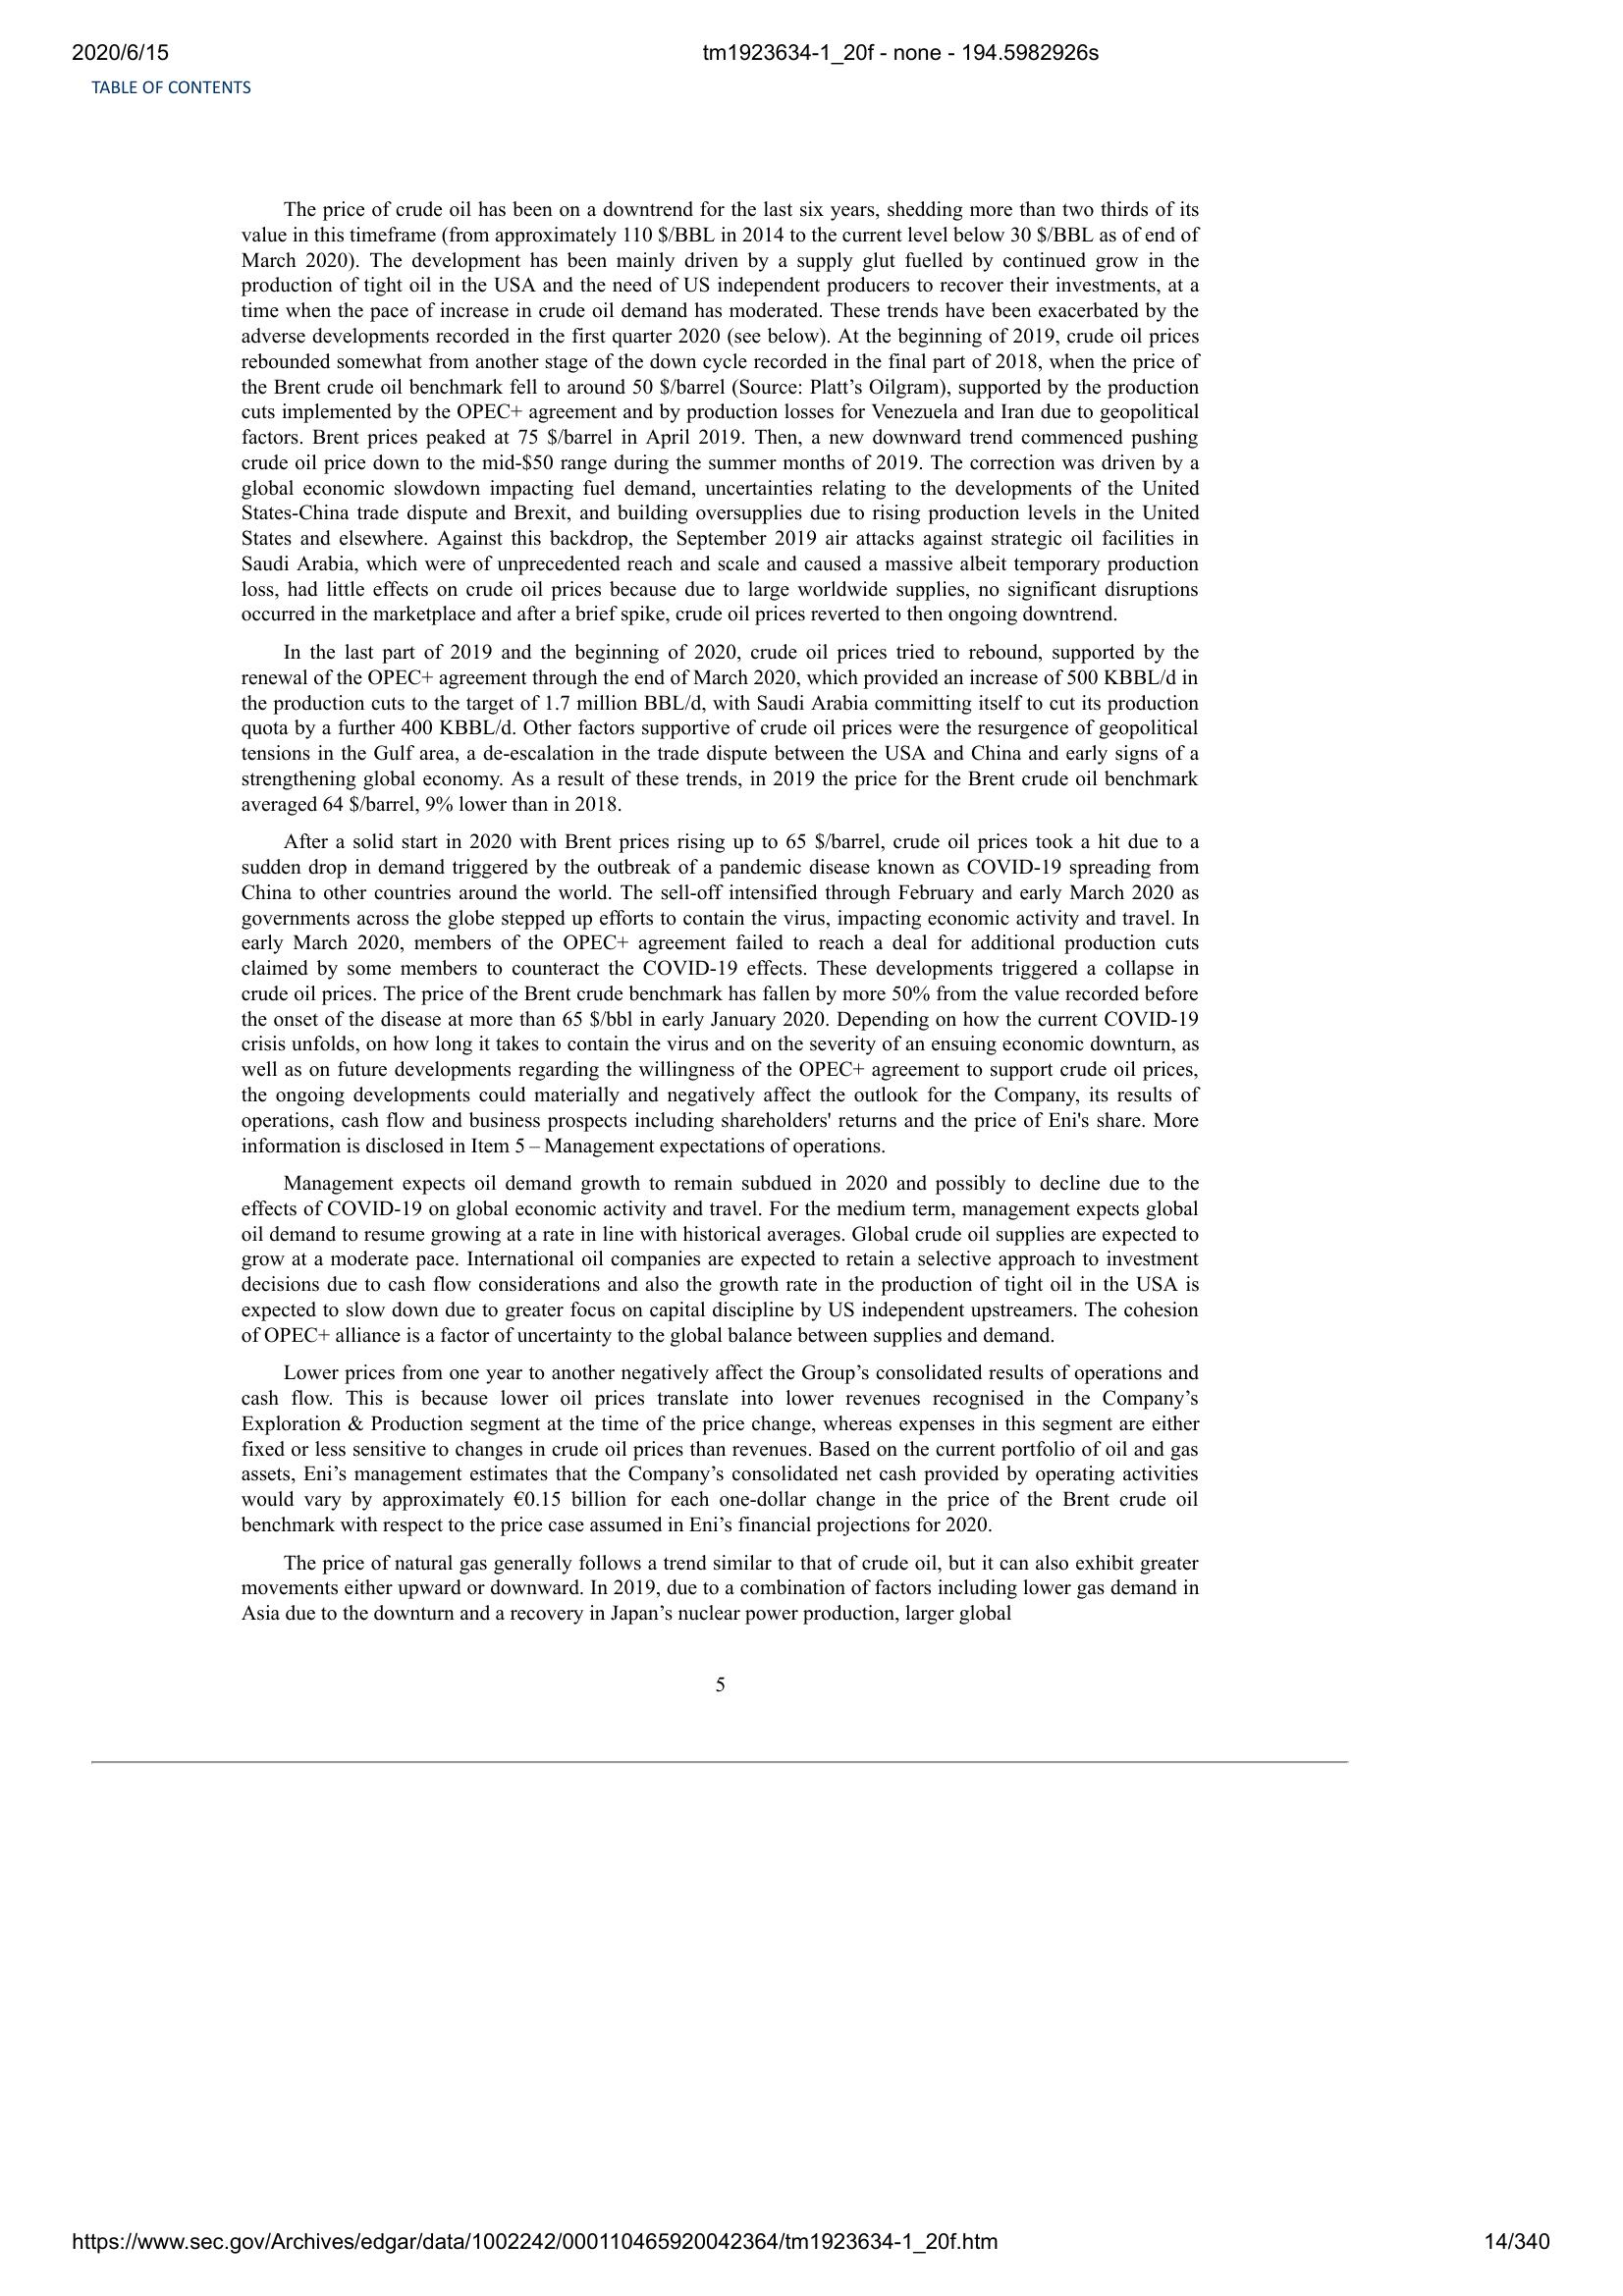 2020/6/15 tm1923634-1_20f - none - 194.5982926s
TABLE OF CONTENTS
The price of crude oil has been on a downtrend for the last six years, shedding more than two thirds of its
value in this timeframe (from approximately 110 $/BBL in 2014 to the current level below 30 $/BBL as of end of
March 2020). The development has been mainly driven by a supply glut fuelled by continued grow in the
production of tight oil in the USA and the need of US independent producers to recover their investments, at a
time when the pace of increase in crude oil demand has moderated. These trends have been exacerbated by the
adverse developments recorded in the first quarter 2020 (see below). At the beginning of 2019, crude oil prices
rebounded somewhat from another stage of the down cycle recorded in the final part of 2018, when the price of
the Brent crude oil benchmark fell to around 50 $/barrel (Source: Platt’s Oilgram), supported by the production
cuts implemented by the OPEC+ agreement and by production losses for Venezuela and Iran due to geopolitical
factors. Brent prices peaked at 75 $/barrel in April 2019. Then, a new downward trend commenced pushing
crude oil price down to the mid-$50 range during the summer months of 2019. The correction was driven by a
global economic slowdown impacting fuel demand, uncertainties relating to the developments of the United
States-China trade dispute and Brexit, and building oversupplies due to rising production levels in the United
States and elsewhere. Against this backdrop, the September 2019 air attacks against strategic oil facilities in
Saudi Arabia, which were of unprecedented reach and scale and caused a massive albeit temporary production
loss, had little effects on crude oil prices because due to large worldwide supplies, no significant disruptions
occurred in the marketplace and after a brief spike, crude oil prices reverted to then ongoing downtrend.
In the last part of 2019 and the beginning of 2020, crude oil prices tried to rebound, supported by the
renewal of the OPEC+ agreement through the end of March 2020, which provided an increase of 500 KBBL/d in
the production cuts to the target of 1.7 million BBL/d, with Saudi Arabia committing itself to cut its production
quota by a further 400 KBBL/d. Other factors supportive of crude oil prices were the resurgence of geopolitical
tensions in the Gulf area, a de-escalation in the trade dispute between the USA and China and early signs of a
strengthening global economy. As a result of these trends, in 2019 the price for the Brent crude oil benchmark
averaged 64 $/barrel, 9% lower than in 2018.
After a solid start in 2020 with Brent prices rising up to 65 $/barrel, crude oil prices took a hit due to a
sudden drop in demand triggered by the outbreak of a pandemic disease known as COVID-19 spreading from
China to other countries around the world. The sell-off intensified through February and early March 2020 as
governments across the globe stepped up efforts to contain the virus, impacting economic activity and travel. In
early March 2020, members of the OPEC+ agreement failed to reach a deal for additional production cuts
claimed by some members to counteract the COVID-19 effects. These developments triggered a collapse in
crude oil prices. The price of the Brent crude benchmark has fallen by more 50% from the value recorded before
the onset of the disease at more than 65 $/bbl in early January 2020. Depending on how the current COVID-19
crisis unfolds, on how long it takes to contain the virus and on the severity of an ensuing economic downturn, as
well as on future developments regarding the willingness of the OPEC+ agreement to support crude oil prices,
the ongoing developments could materially and negatively affect the outlook for the Company, its results of
operations, cash flow and business prospects including shareholders' returns and the price of Eni's share. More
information is disclosed in Item 5 – Management expectations of operations.
Management expects oil demand growth to remain subdued in 2020 and possibly to decline due to the
effects of COVID-19 on global economic activity and travel. For the medium term, management expects global
oil demand to resume growing at a rate in line with historical averages. Global crude oil supplies are expected to
grow at a moderate pace. International oil companies are expected to retain a selective approach to investment
decisions due to cash flow considerations and also the growth rate in the production of tight oil in the USA is
expected to slow down due to greater focus on capital discipline by US independent upstreamers. The cohesion
of OPEC+ alliance is a factor of uncertainty to the global balance between supplies and demand.
Lower prices from one year to another negatively affect the Group’s consolidated results of operations and
cash flow. This is because lower oil prices translate into lower revenues recognised in the Company’s
Exploration & Production segment at the time of the price change, whereas expenses in this segment are either
fixed or less sensitive to changes in crude oil prices than revenues. Based on the current portfolio of oil and gas
assets, Eni’s management estimates that the Company’s consolidated net cash provided by operating activities
would vary by approximately €0.15 billion for each one-dollar change in the price of the Brent crude oil
benchmark with respect to the price case assumed in Eni’s financial projections for 2020.
The price of natural gas generally follows a trend similar to that of crude oil, but it can also exhibit greater
movements either upward or downward. In 2019, due to a combination of factors including lower gas demand in
Asia due to the downturn and a recovery in Japan’s nuclear power production, larger global
5
https://www.sec.gov/Archives/edgar/data/1002242/000110465920042364/tm1923634-1_20f.htm 14/340